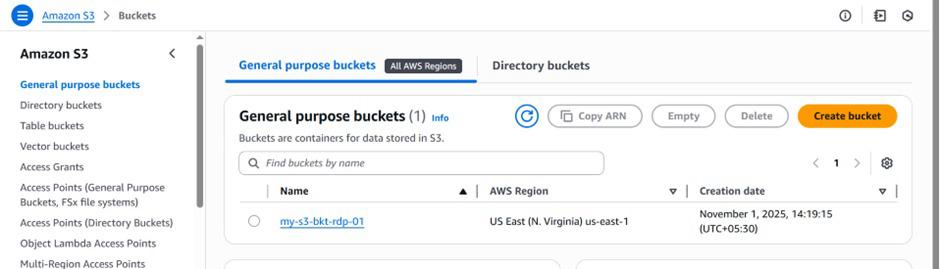 Amazon S3 > Buckets
Amazon S3
General purpose buckets
Directory buckets
Table buckets
Vector buckets
Access Grants
Access Points (General Purpose
Buckets, FSx file systems)
Access Points (Directory Buckets)
Object Lambda Access Points
Multi-Region Access Points
General purpose buckets All AWS Regions Directory buckets
General purpose buckets (1) Info Copy ARN Empty Delete Create bucket
Buckets are containers for data stored in S3.
Find buckets by name < 1 >
Name AWS Region Creation date
my-s3-bkt-rdp-01 US East (N. Virginia) us-east-1 November 1, 2025, 14:19:15
(UTC+05:30)